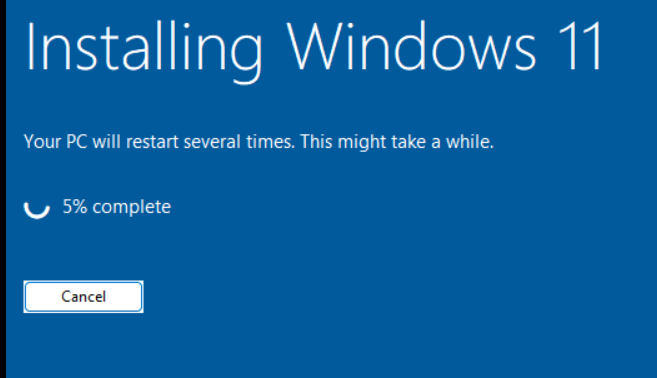 Installing Windows 11
Your PC will restart several times. This might take a while.
5% complete
Cancel